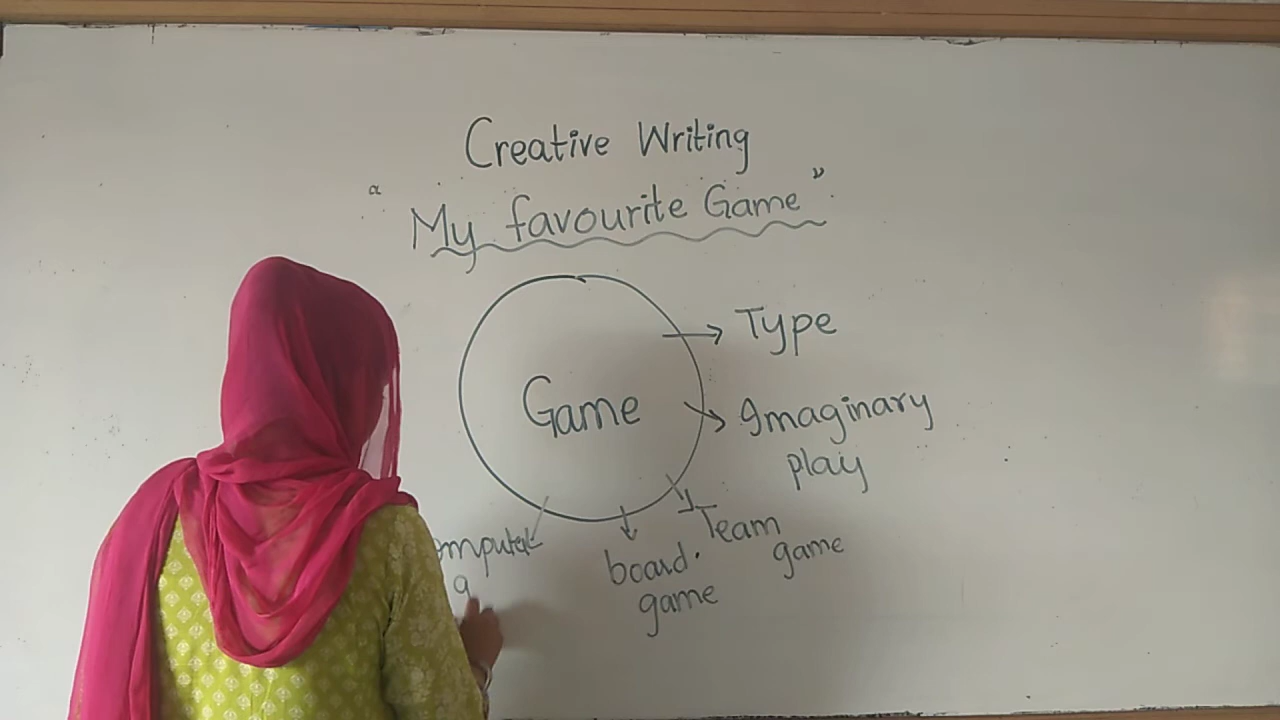 Creative Writing
"My favourite Game"
Game
Type
Imaginary
play
Team
game
board
game